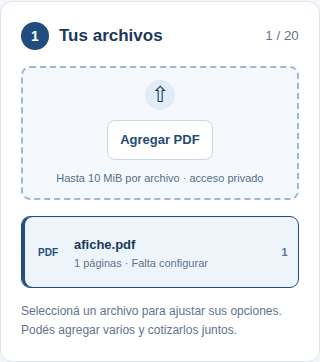 1 Tus archivos 1 / 20
⇧
Agregar PDF
Hasta 10 MiB por archivo · acceso privado
PDF afiche.pdf 1
1 páginas · Falta configurar
Seleccioná un archivo para ajustar sus opciones.
Podés agregar varios y cotizarlos juntos.